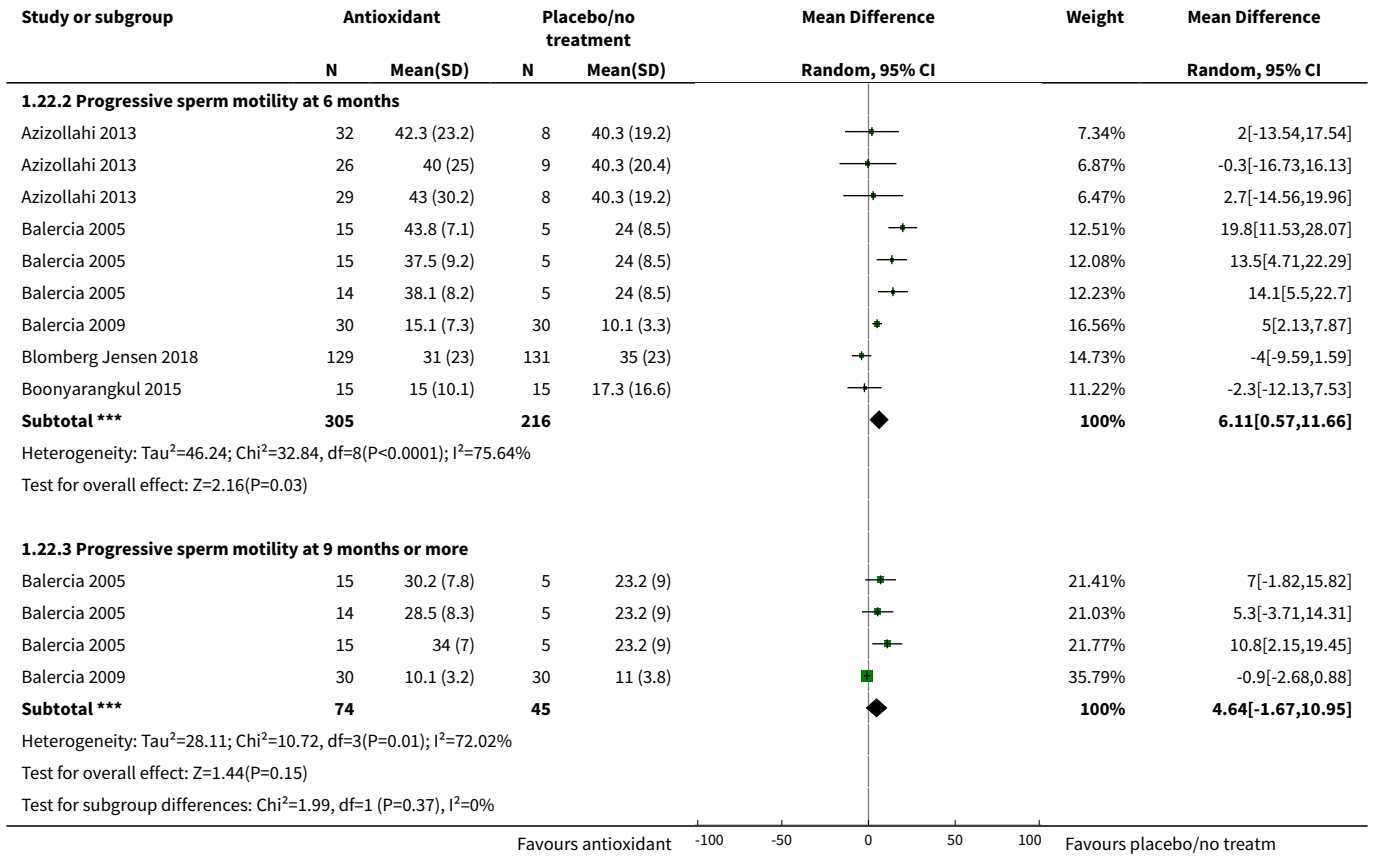 Study or subgroup Antioxidant Placebo/no treatment Mean Difference Weight Mean Difference
N Mean(SD) N Mean(SD) Random, 95% CI Random, 95% CI
1.22.2 Progressive sperm motility at 6 months
Azizollahi 2013 32 42.3 (23.2) 8 40.3 (19.2) 7.34% 2[-13.54,17.54]
Azizollahi 2013 26 40 (25) 9 40.3 (20.4) 6.87% -0.3[-16.73,16.13]
Azizollahi 2013 29 43 (30.2) 8 40.3 (19.2) 6.47% 2.7[-14.56,19.96]
Balercia 2005 15 43.8 (7.1) 5 24 (8.5) 12.51% 19.8[11.53,28.07]
Balercia 2005 15 37.5 (9.2) 5 24 (8.5) 12.08% 13.5[4.71,22.29]
Balercia 2005 14 38.1 (8.2) 5 24 (8.5) 12.23% 14.1[5.5,22.7]
Balercia 2009 30 15.1 (7.3) 30 10.1 (3.3) 16.56% 5[2.13,7.87]
Blomberg Jensen 2018 129 31 (23) 131 35 (23) 14.73% -4[-9.59,1.59]
Boonyarangkul 2015 15 15 (10.1) 15 17.3 (16.6) 11.22% -2.3[-12.13,7.53]
Subtotal *** 305 216 100% 6.11[0.57,11.66]
Heterogeneity: Tau²=46.24; Chi²=32.84, df=8(P<0.0001); I²=75.64%
Test for overall effect: Z=2.16(P=0.03)
1.22.3 Progressive sperm motility at 9 months or more
Balercia 2005 15 30.2 (7.8) 5 23.2 (9) 21.41% 7[-1.82,15.82]
Balercia 2005 14 28.5 (8.3) 5 23.2 (9) 21.03% 5.3[-3.71,14.31]
Balercia 2005 15 34 (7) 5 23.2 (9) 21.77% 10.8[2.15,19.45]
Balercia 2009 30 10.1 (3.2) 30 11 (3.8) 35.79% -0.9[-2.68,0.88]
Subtotal *** 74 45 100% 4.64[-1.67,10.95]
Heterogeneity: Tau²=28.11; Chi²=10.72, df=3(P=0.01); I²=72.02%
Test for overall effect: Z=1.44(P=0.15)
Test for subgroup differences: Chi²=1.99, df=1 (P=0.37), I²=0%
Favours antioxidant -100 -50 0 50 100 Favours placebo/no treatm